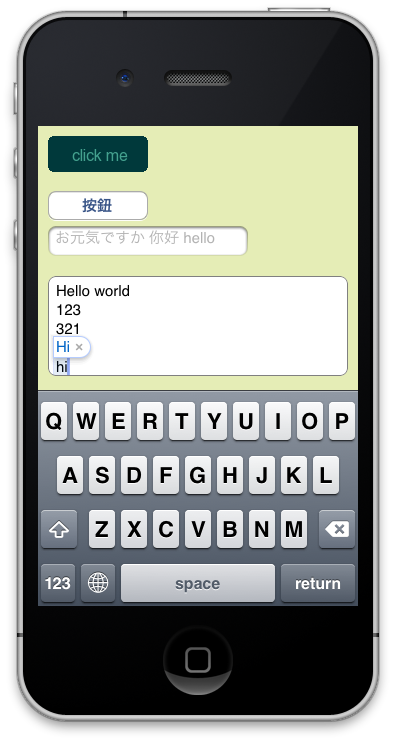 click me
按鈕
お元気ですか 你好 hello
Hello world
123
321
Hi ×
hi
Q W E R T Y U I O P
A S D F G H J K L
Z X C V B N M
123 space return